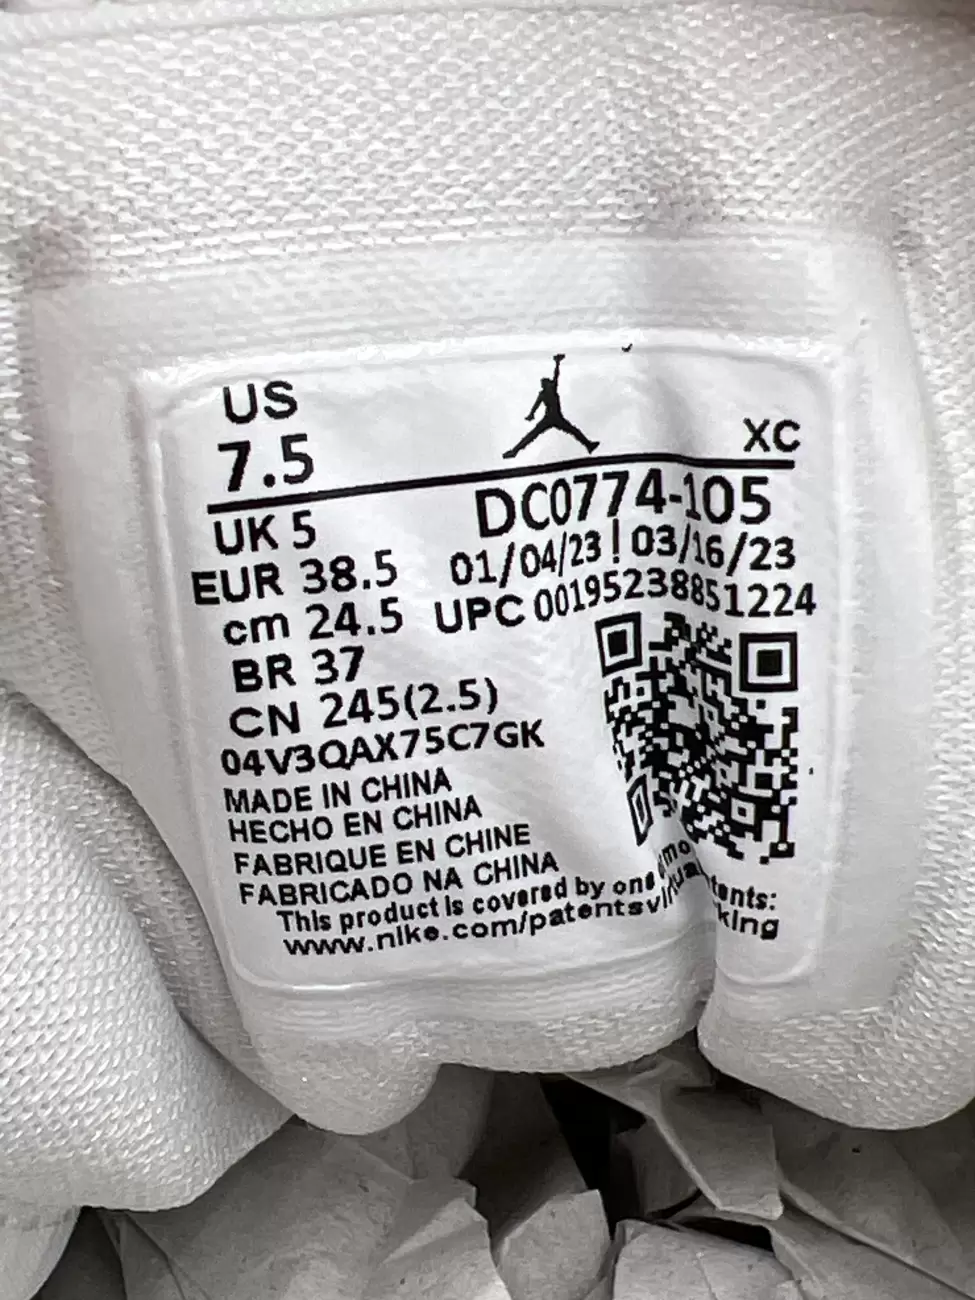 US
7.5
XC
UK 5
DC0774-105
EUR 38.5
01/04/23 | 03/16/23
cm 24.5
UPC 00195238851224
BR 37
CN 245(2.5)
04V3QAX75C7GK
MADE IN CHINA
HECHO EN CHINA
FABRIQUE EN CHINE
FABRICADO NA CHINA
This product is covered by one
www.nike.com/patents